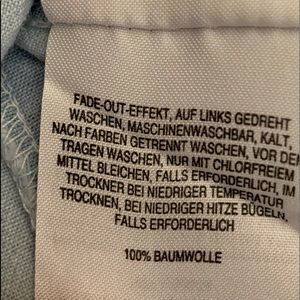 FADE-OUT-EFFEKT, AUF LINKS GEDREHT
WASCHEN, MASCHINENWASCHBAR, KALT,
NACH FARBEN GETRENNT WASCHEN, VOR DEM
TRAGEN WASCHEN, NUR MIT CHLORFREIEM
MITTEL BLEICHEN, FALLS ERFORDERLICH, IM
TROCKNER BEI NIEDRIGER TEMPERATUR
TROCKNEN, BEI NIEDRIGER HITZE BÜGELN,
FALLS ERFORDERLICH
100% BAUMWOLLE